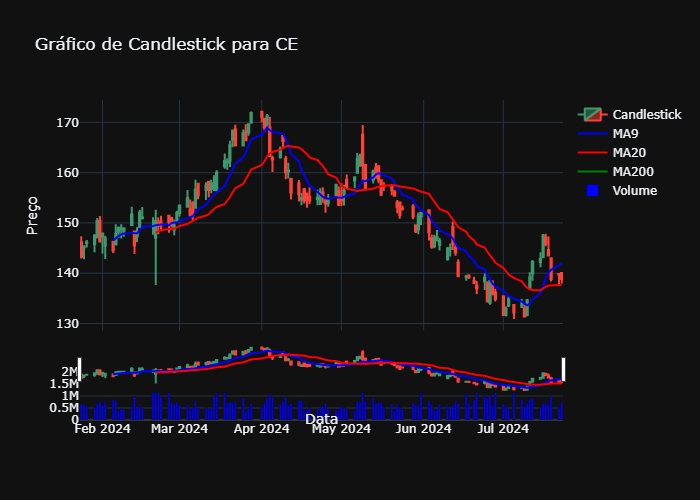 Gráfico de Candlestick para CE
Candlestick
MA9
MA20
MA200
Volume
Preço
170
160
150
140
130
2M
1.5M
1M
0.5M
0
Feb 2024 Mar 2024 Apr 2024 May 2024 Jun 2024 Jul 2024
Data